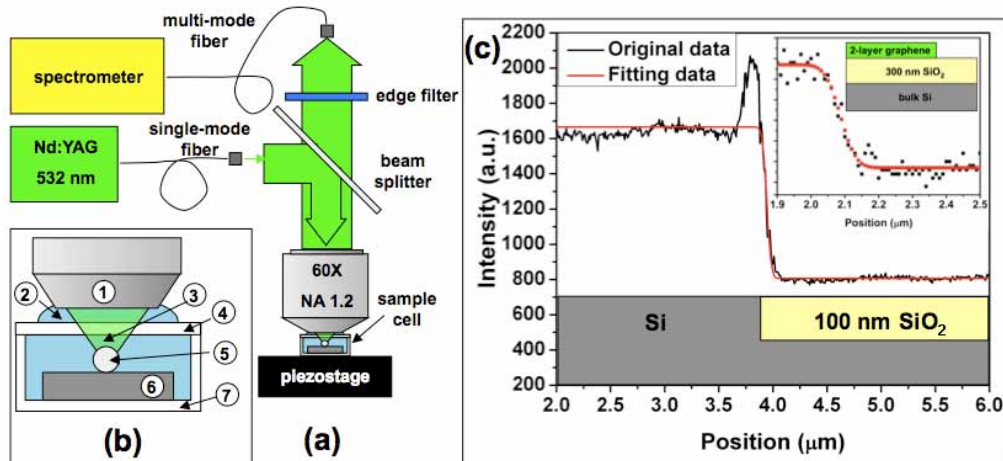 multi-mode
fiber
spectrometer
edge filter
single-mode
fiber
Nd:YAG
532 nm
beam
splitter
60X
NA 1.2
sample
cell
piezostage
(a)
1
2
3
4
5
6
7
(b)
(c)
Original data
Fitting data
2-layer graphene
300 nm SiO₂
bulk Si
1.9 2.0 2.1 2.2 2.3 2.4 2.5
Position (μm)
Intensity (a.u.)
2200
2000
1800
1600
1400
1200
1000
800
600
400
200
Si
100 nm SiO₂
2.0 2.5 3.0 3.5 4.0 4.5 5.0 5.5 6.0
Position (μm)